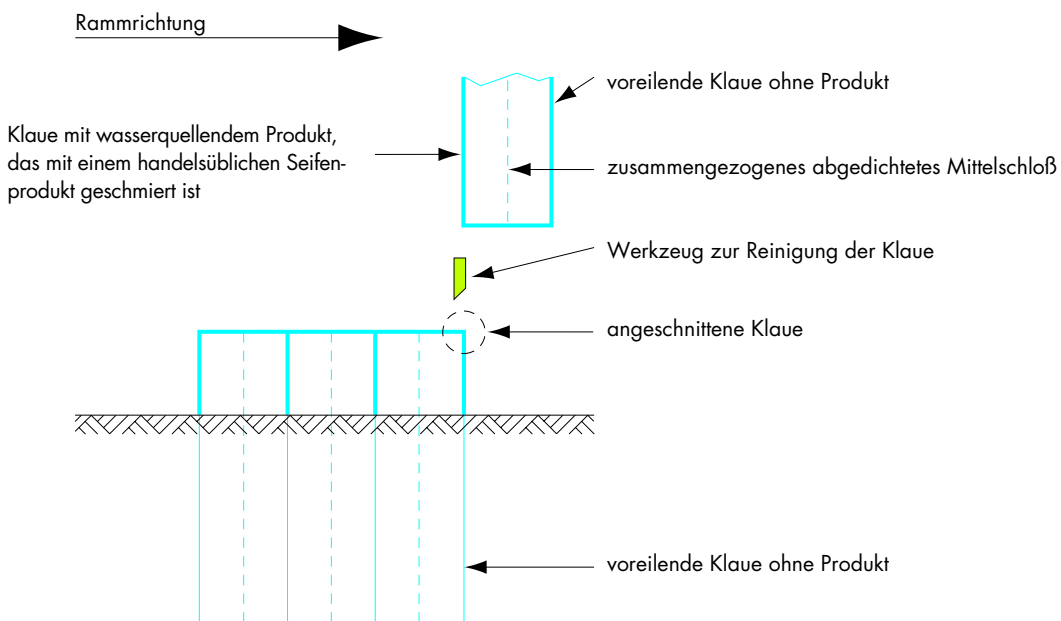 Rammrichtung
voreilende Klaue ohne Produkt
Klaue mit wasserquellendem Produkt,
das mit einem handelsüblichen Seifen-
produkt geschmiert ist
zusammengezogenes abgedichtetes Mittelschloß
Werkzeug zur Reinigung der Klaue
angeschnittene Klaue
voreilende Klaue ohne Produkt